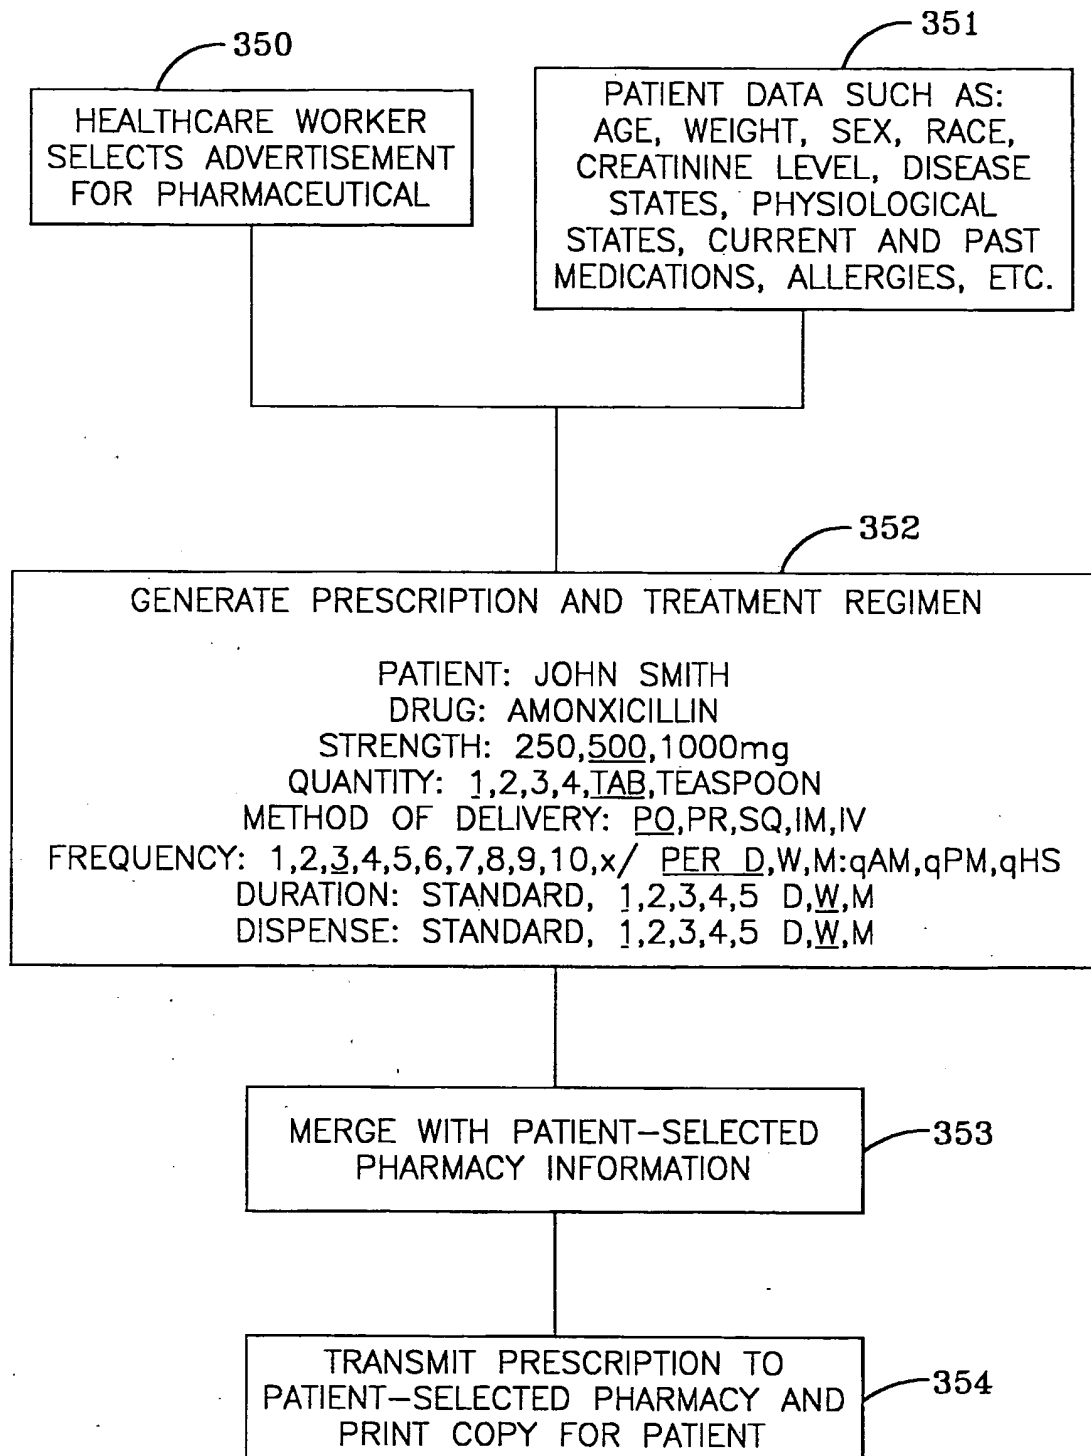 350
HEALTHCARE WORKER
SELECTS ADVERTISEMENT
FOR PHARMACEUTICAL
351
PATIENT DATA SUCH AS:
AGE, WEIGHT, SEX, RACE,
CREATININE LEVEL, DISEASE
STATES, PHYSIOLOGICAL
STATES, CURRENT AND PAST
MEDICATIONS, ALLERGIES, ETC.
352
GENERATE PRESCRIPTION AND TREATMENT REGIMEN
PATIENT: JOHN SMITH
DRUG: AMONXICILLIN
STRENGTH: 250,500,1000mg
QUANTITY: 1,2,3,4,TAB,TEASPOON
METHOD OF DELIVERY: PO,PR,SQ,IM,IV
FREQUENCY: 1,2,3,4,5,6,7,8,9,10,x/ PER D,W,M:qAM,qPM,qHS
DURATION: STANDARD, 1,2,3,4,5 D,W,M
DISPENSE: STANDARD, 1,2,3,4,5 D,W,M
MERGE WITH PATIENT-SELECTED
PHARMACY INFORMATION
353
TRANSMIT PRESCRIPTION TO
PATIENT-SELECTED PHARMACY AND
PRINT COPY FOR PATIENT
354